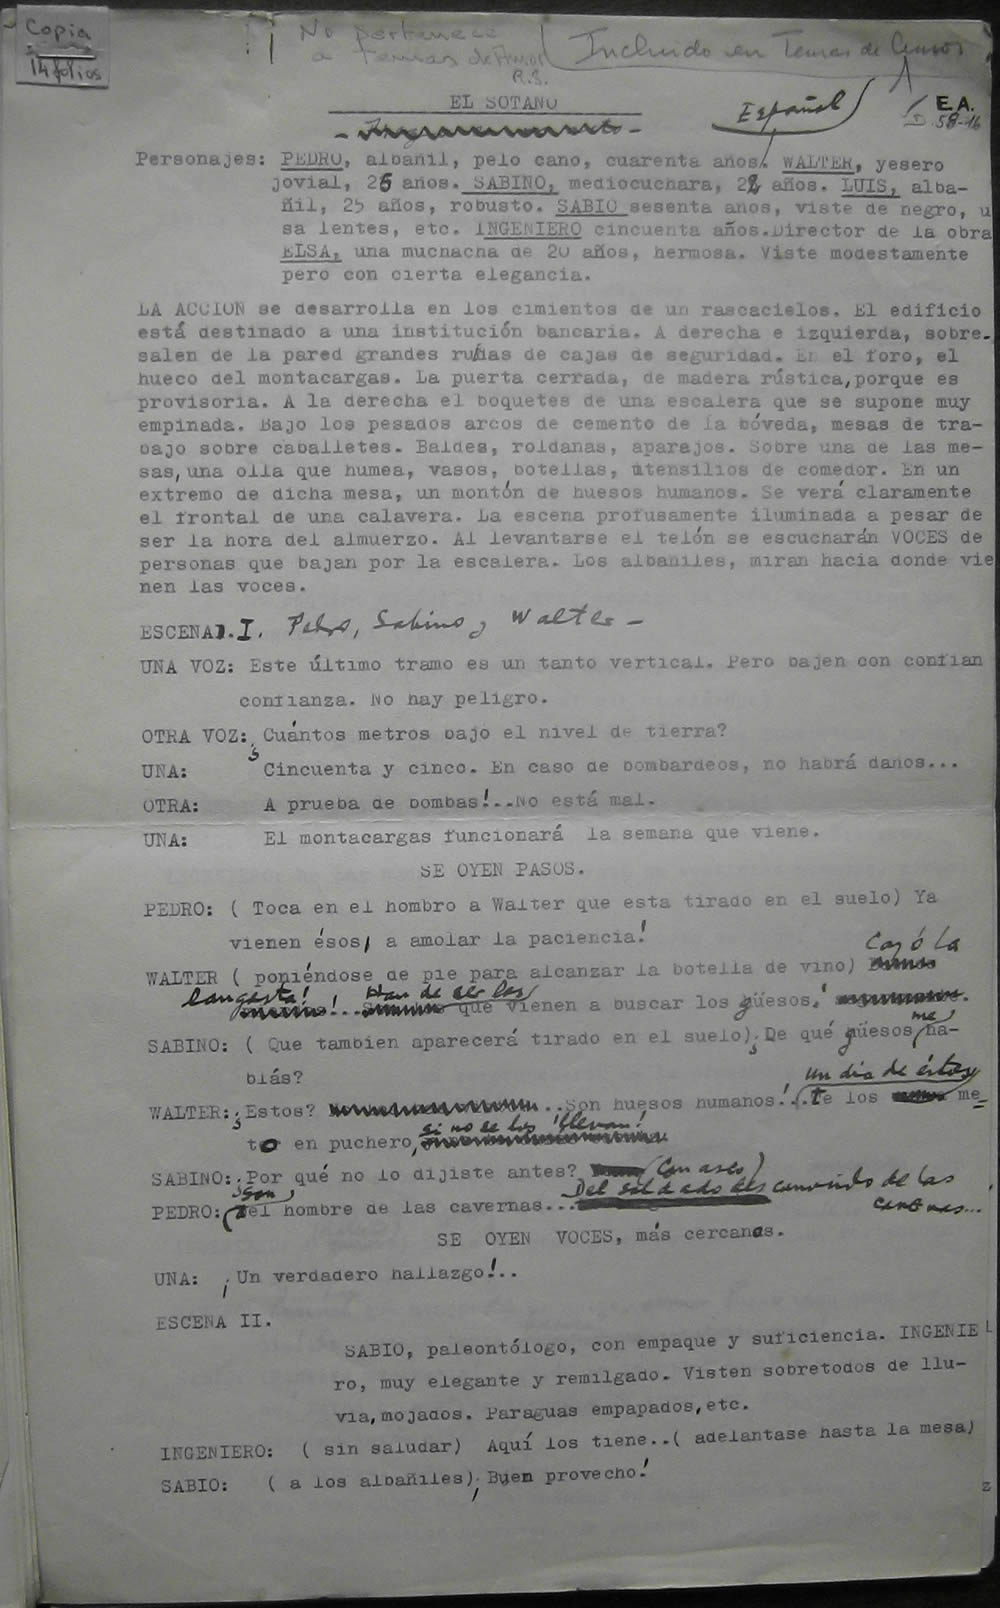 Copia
14 folios
No pertenece
a temas de Amor
R.S.
Incluido en Temas de
EL SOTANO
Español
E.A.
58-16
Personajes: PEDRO, albañil, pelo cano, cuarenta años. WALTER, yesero
jovial, 26 años. SABINO, mediocuchara, 22 años. LUIS, alba-
ñil, 25 años, robusto. SABIO sesenta anos, viste de negro, u
sa lentes, etc. INGENIERO cincuenta años.Director de la obra
ELSA, una mucnacna de 20 años, hermosa. Viste modestamente
pero con cierta elegancia.
LA ACCION se desarrolla en los cimientos de un rascacielos. El edificio
está destinado a una institución bancaria. A derecha e izquierda, sobre-
salen de la pared grandes ruñas de cajas de seguridad. En el foro, el
hueco del montacargas. La puerta cerrada, de madera rústica,porque es
provisoria. A la derecha el boquetes de una escalera que se supone muy
empinada. Bajo los pesados arcos de cemento de la bóveda, mesas de tra-
bajo sobre caballetes. Baldes, roldanas, aparejos. Sobre una de las me-
sas,una olla que humea, vasos, botellas, útensilios de comedor. En un
extremo de dicha mesa, un montón de huesos humanos. Se verá claramente
el frontal de una calavera. La escena profusamente iluminada a pesar de
ser la hora del almuerzo. Al levantarse el telón se escucharán VOCES de
personas que bajan por la escalera. Los albañiles, miran hacia donde vie
nen las voces.
ESCENA.I. Pedro, Sabino y Walter-
UNA VOZ: Este último tramo es un tanto vertical. Pero bajen con confian
confianza. No hay peligro.
OTRA VOZ:¿Cuántos metros bajo el nivel de tierra?
UNA: Cincuenta y cinco. En caso de bombardeos, no habrá daños...
OTRA: A prueba de bombas!..No está mal.
UNA: El montacargas funcionará la semana que viene.
SE OYEN PASOS.
PEDRO: ( Toca en el hombro a Walter que esta tirado en el suelo) Ya
vienen ésos, a amolar la paciencia!
WALTER ( poniéndose de pie para alcanzar la botella de vino) Cayó la
langosta!.. Han de ser los que vienen a buscar los güesos!
SABINO: ( Que tambien aparecerá tirado en el suelo)¿De qué güesos me ha-
blás?
WALTER:¿Estos? ..Son huesos humanos!..Un día de éstos te los me-
to en puchero, si no se los llevan!
SABINO:¿Por qué no lo dijiste antes? (Con asco)
PEDRO: Son del hombre de las cavernas... Del soldado desconocido de las
cavernas...
SE OYEN VOCES, más cercanas.
UNA: ¡Un verdadero hallazgo!..
ESCENA II.
SABIO, paleontólogo, con empaque y suficiencia. INGENIE
ro, muy elegante y remilgado. Visten sobretodos de llu-
via,mojados. Paraguas empapados,etc.
INGENIERO: ( sin saludar) Aquí los tiene..( adelantase hasta la mesa)
SABIO: ( a los albañiles)¡Buen provecho!